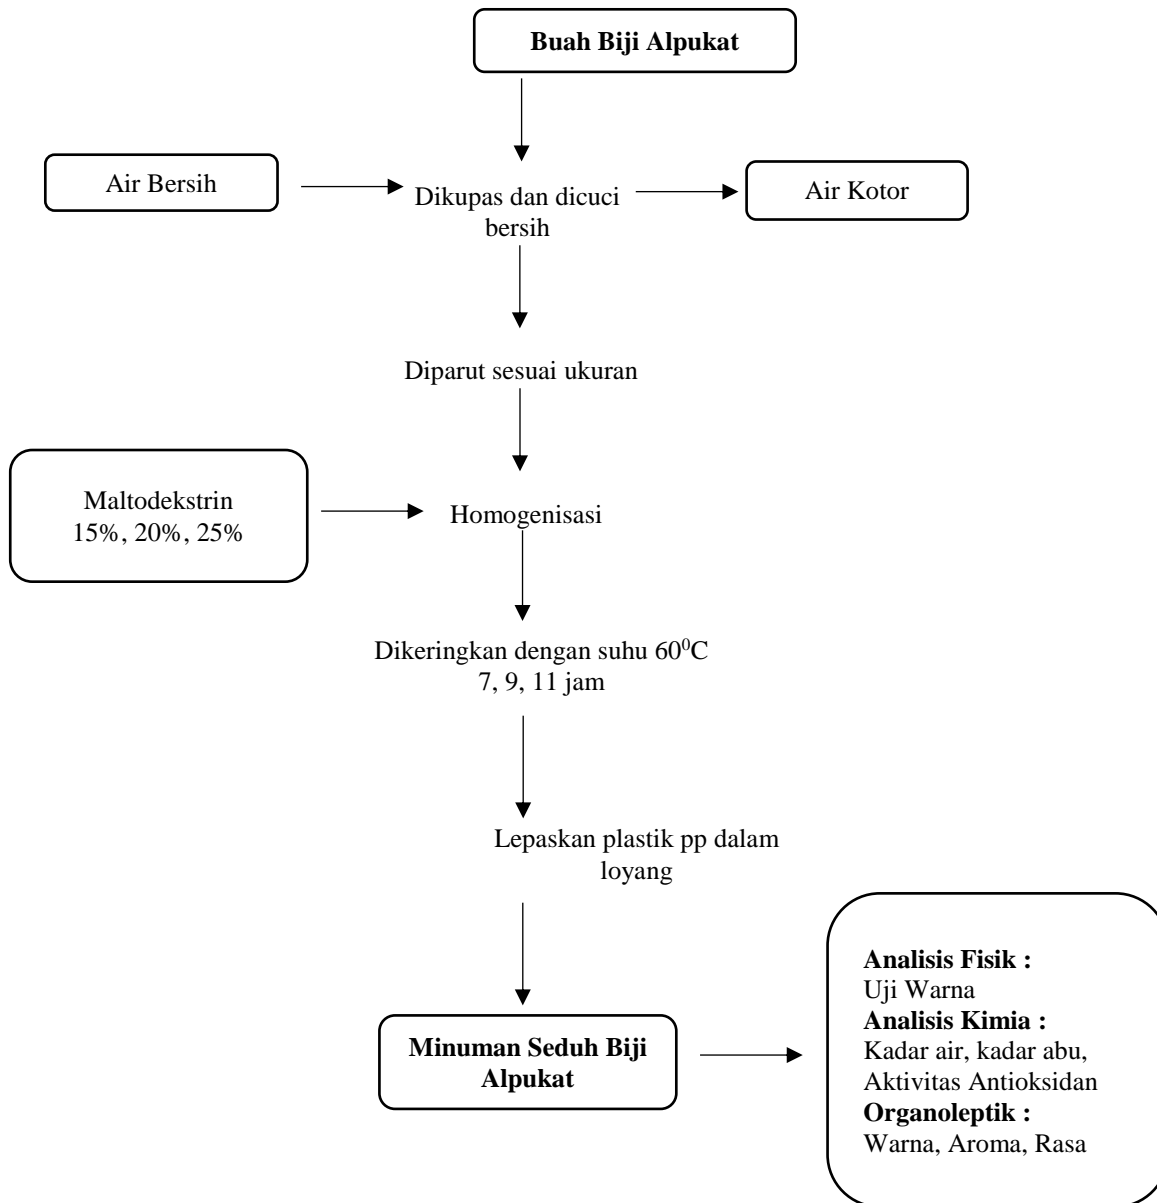 Buah Biji Alpukat
Air Bersih
Dikupas dan dicuci
bersih
Air Kotor
Diparut sesuai ukuran
Maltodekstrin
15%, 20%, 25%
Homogenisasi
Dikeringkan dengan suhu 60⁰C
7, 9, 11 jam
Lepaskan plastik pp dalam
loyang
Minuman Seduh Biji
Alpukat
Analisis Fisik :
Uji Warna
Analisis Kimia :
Kadar air, kadar abu,
Aktivitas Antioksidan
Organoleptik :
Warna, Aroma, Rasa